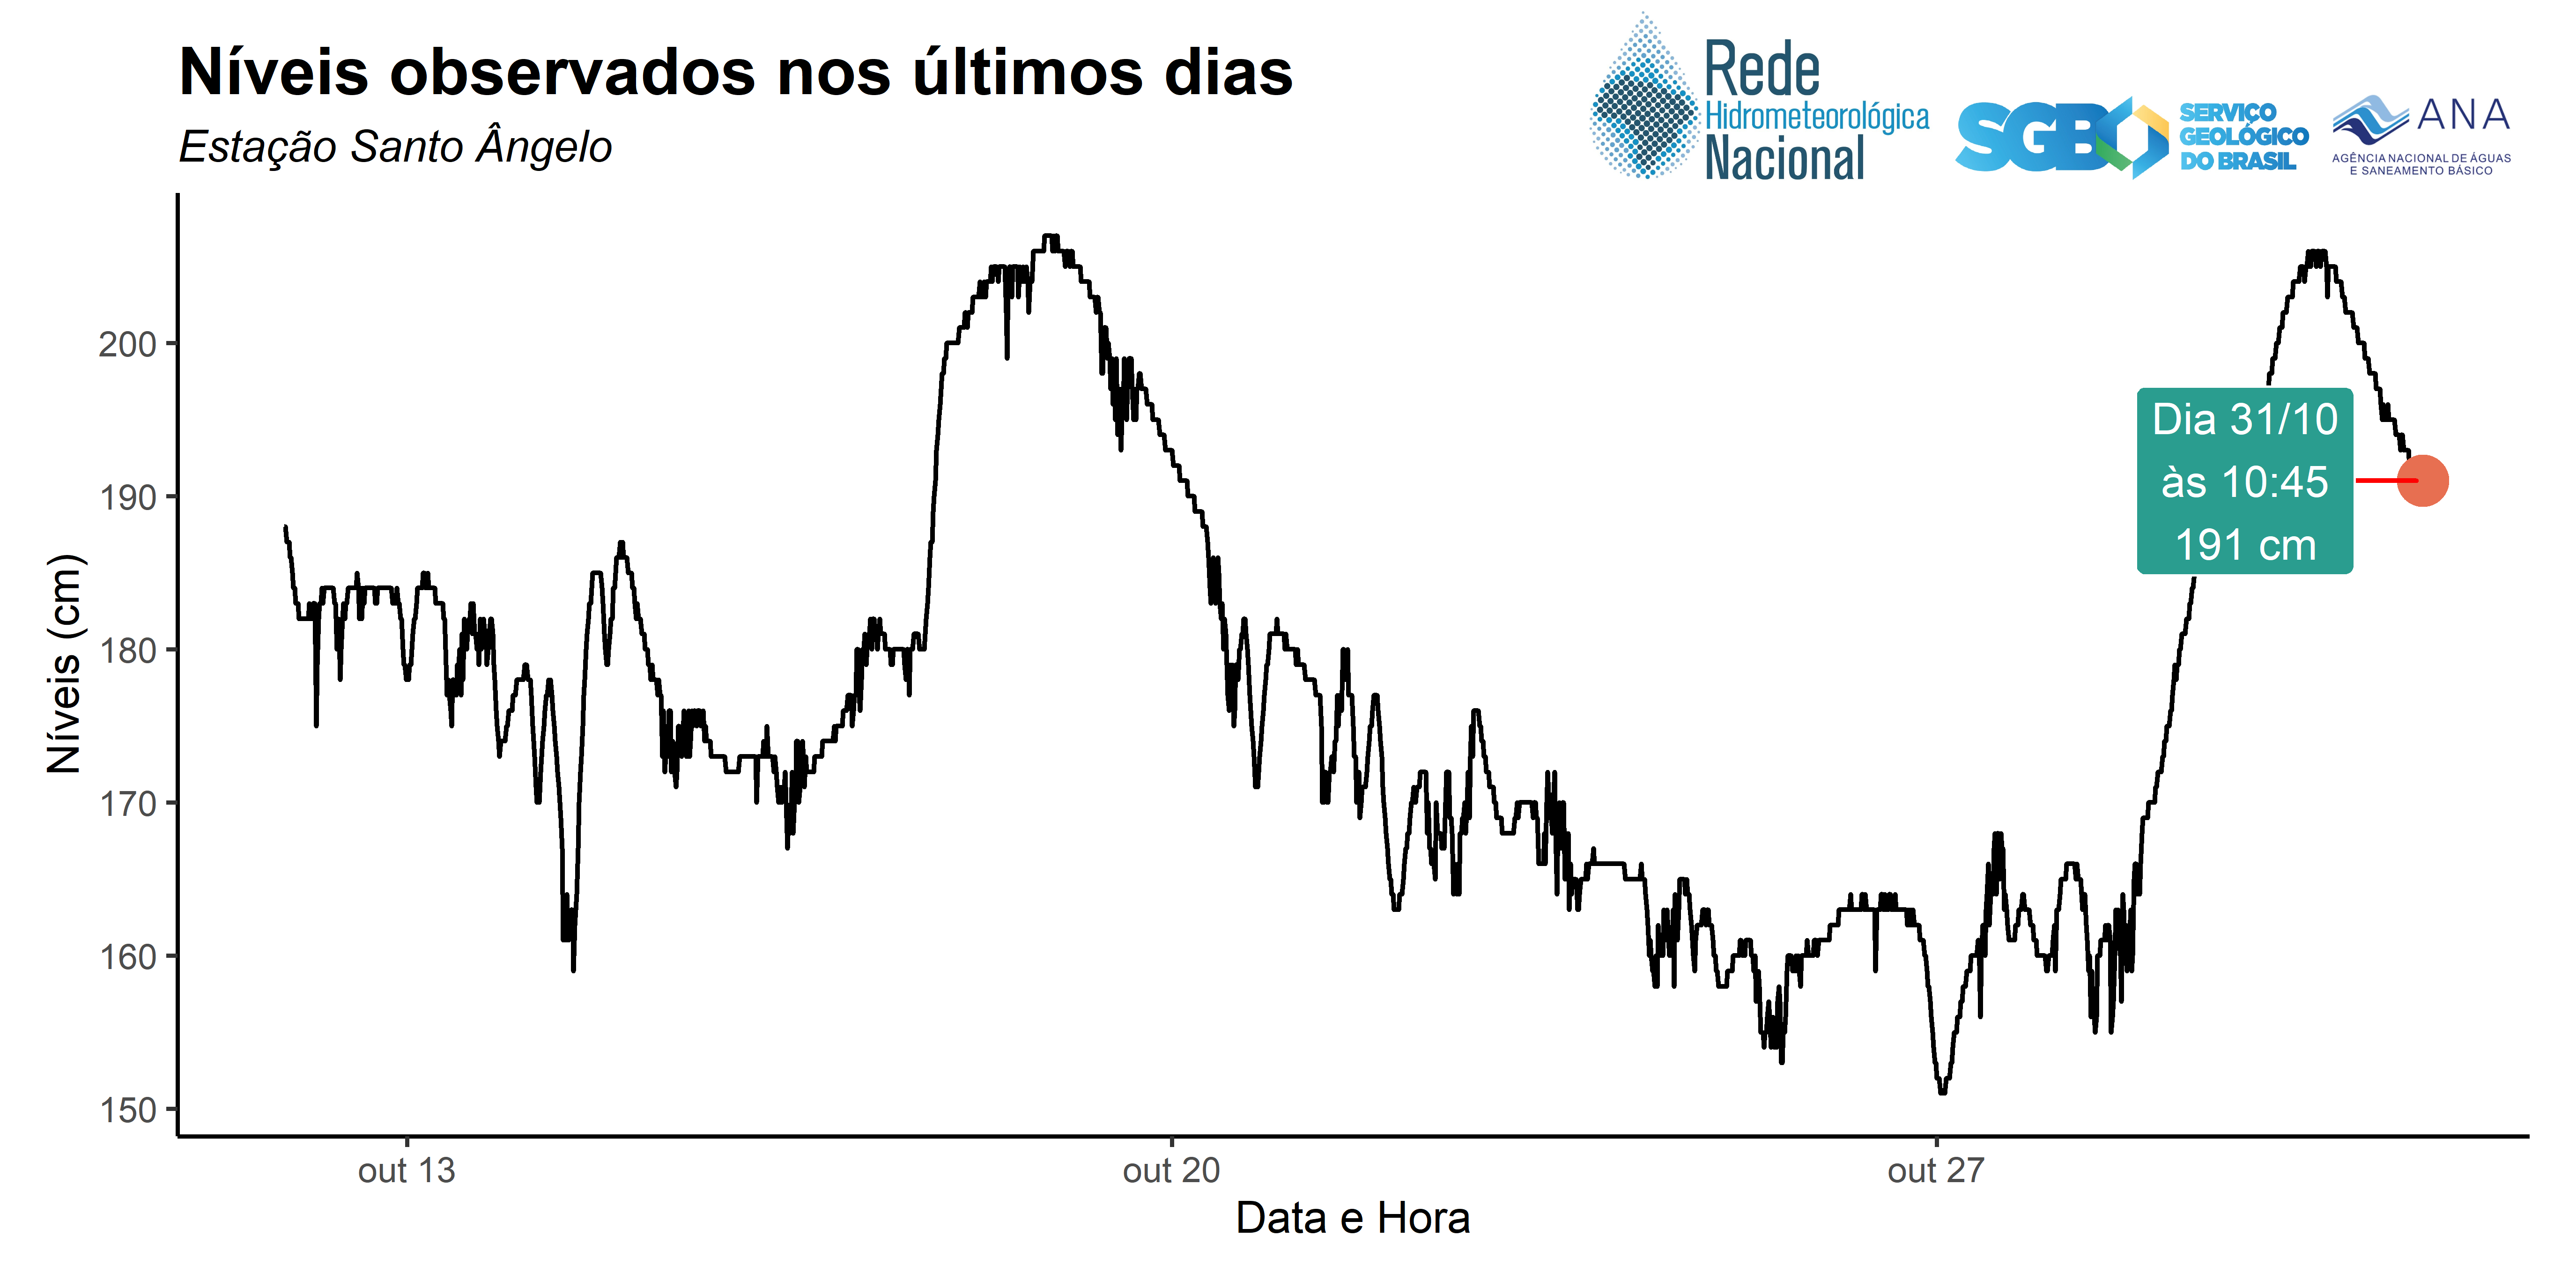 Níveis observados nos últimos dias
Estação Santo Ângelo
Rede
Hidrometeorológica
Nacional
SGB
SERVIÇO
GEOLÓGICO
DO BRASIL
ANA
AGÊNCIA NACIONAL DE ÁGUAS
E SANEAMENTO BÁSICO
Níveis (cm)
200
190
180
170
160
150
Dia 31/10
às 10:45
191 cm
out 13
out 20
out 27
Data e Hora